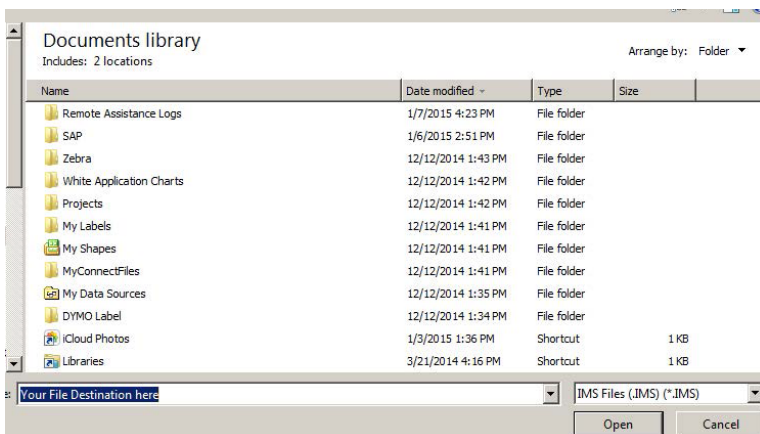 Documents library
Includes: 2 locations
Arrange by: Folder
Name Date modified Type Size
Remote Assistance Logs 1/7/2015 4:23 PM File folder
SAP 1/6/2015 2:51 PM File folder
Zebra 12/12/2014 1:43 PM File folder
White Application Charts 12/12/2014 1:42 PM File folder
Projects 12/12/2014 1:42 PM File folder
My Labels 12/12/2014 1:41 PM File folder
My Shapes 12/12/2014 1:41 PM File folder
MyConnectFiles 12/12/2014 1:41 PM File folder
My Data Sources 12/12/2014 1:35 PM File folder
DYMO Label 12/12/2014 1:34 PM File folder
iCloud Photos 1/3/2015 1:36 PM Shortcut 1 KB
Libraries 3/21/2014 4:16 PM Shortcut 1 KB
Your File Destination here IMS Files (.IMS) (*.IMS)
Open Cancel